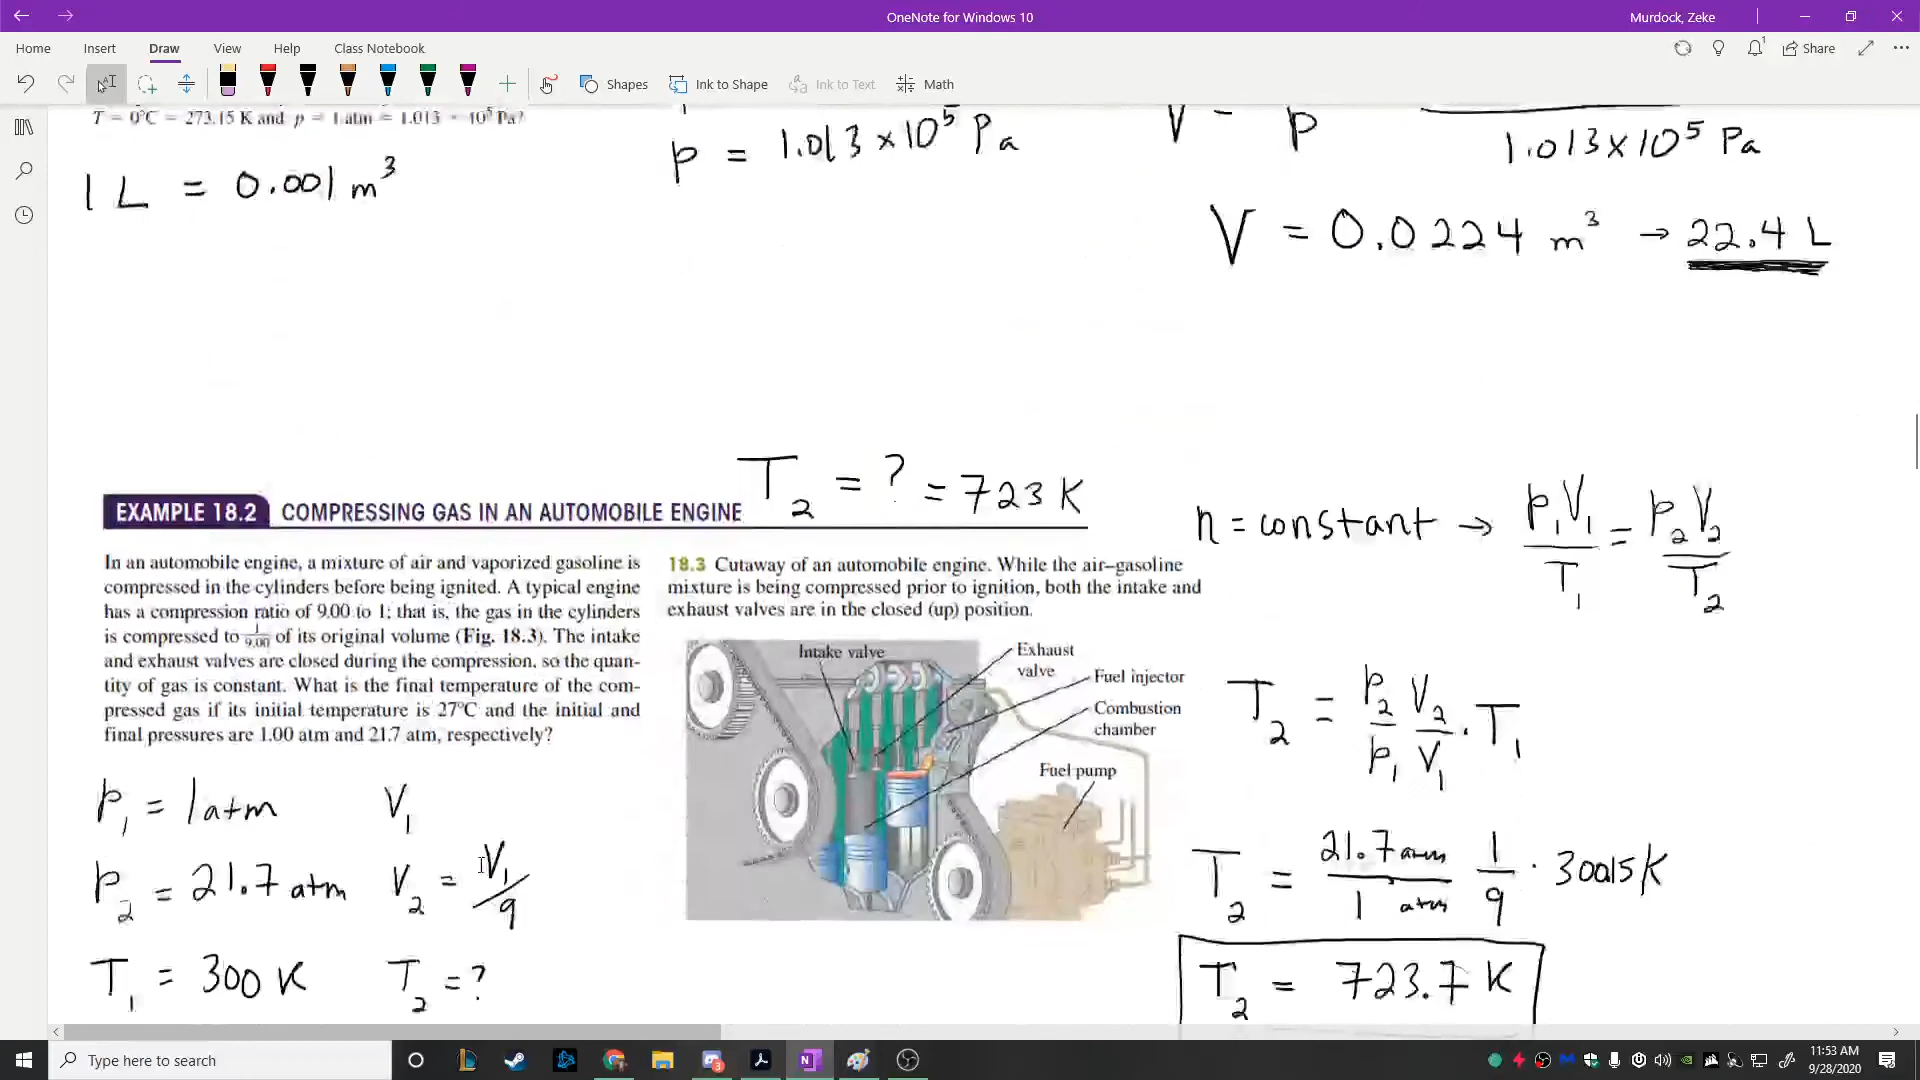 OneNote for Windows 10
Murdock, Zeke
Home Insert Draw View Help Class Notebook
Share
Shapes Ink to Shape Ink to Text Math
T = 0°C = 273.15 K and p = 1 atm = 1.013 × 10⁵ Pa?
p = 1.013 × 10⁵ Pa
V = p
1.013 × 10⁵ Pa
1 L = 0.001 m³
V = 0.0224 m³ → 22.4 L
T₂ = ? = 723 K
EXAMPLE 18.2 COMPRESSING GAS IN AN AUTOMOBILE ENGINE
In an automobile engine, a mixture of air and vaporized gasoline is
compressed in the cylinders before being ignited. A typical engine
has a compression ratio of 9.00 to 1; that is, the gas in the cylinders
is compressed to 1/9.00 of its original volume (Fig. 18.3). The intake
and exhaust valves are closed during the compression, so the quan-
tity of gas is constant. What is the final temperature of the com-
pressed gas if its initial temperature is 27°C and the initial and
final pressures are 1.00 atm and 21.7 atm, respectively?
18.3 Cutaway of an automobile engine. While the air–gasoline
mixture is being compressed prior to ignition, both the intake and
exhaust valves are in the closed (up) position.
Intake valve
Exhaust
valve
Fuel injector
Combustion
chamber
Fuel pump
n = constant → p₁V₁/T₁ = p₂V₂/T₂
T₂ = p₂/p₁ V₂/V₁ · T₁
T₂ = 21.7 atm/1 atm 1/9 · 300.15 K
T₂ = 723.7 K
p₁ = 1 atm V₁
p₂ = 21.7 atm V₂ = V₁/9
T₁ = 300 K T₂ = ?
Type here to search
11:53 AM
9/28/2020